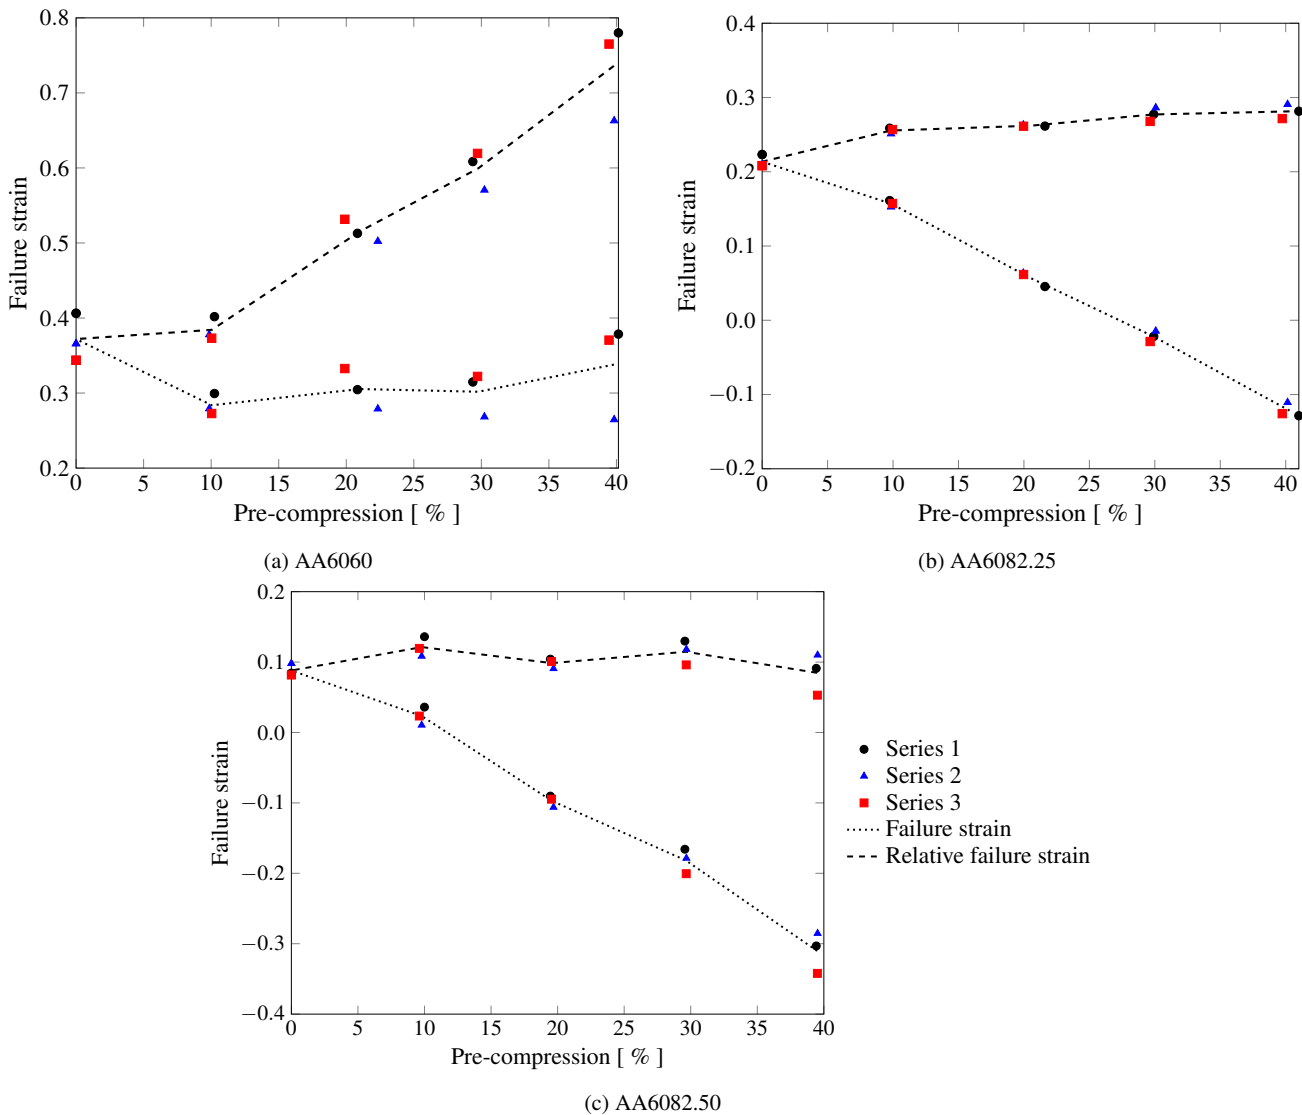 0.8
0.7
0.6
0.5
0.4
0.3
0.2
Failure strain
0 5 10 15 20 25 30 35 40
Pre-compression [ % ]
(a) AA6060
0.4
0.3
0.2
0.1
0.0
−0.1
−0.2
Failure strain
0 5 10 15 20 25 30 35 40
Pre-compression [ % ]
(b) AA6082.25
0.2
0.1
0.0
−0.1
−0.2
−0.3
−0.4
Failure strain
0 5 10 15 20 25 30 35 40
Pre-compression [ % ]
(c) AA6082.50
Series 1
Series 2
Series 3
Failure strain
Relative failure strain